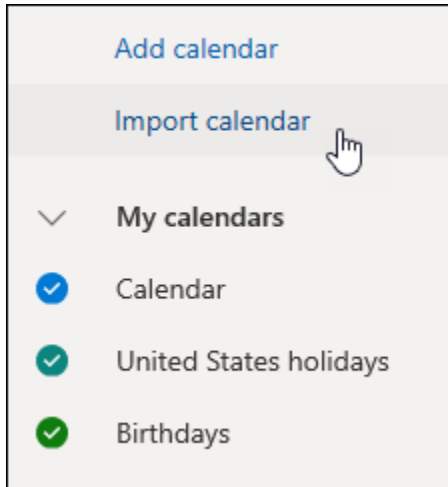 Add calendar
Import calendar
My calendars
Calendar
United States holidays
Birthdays